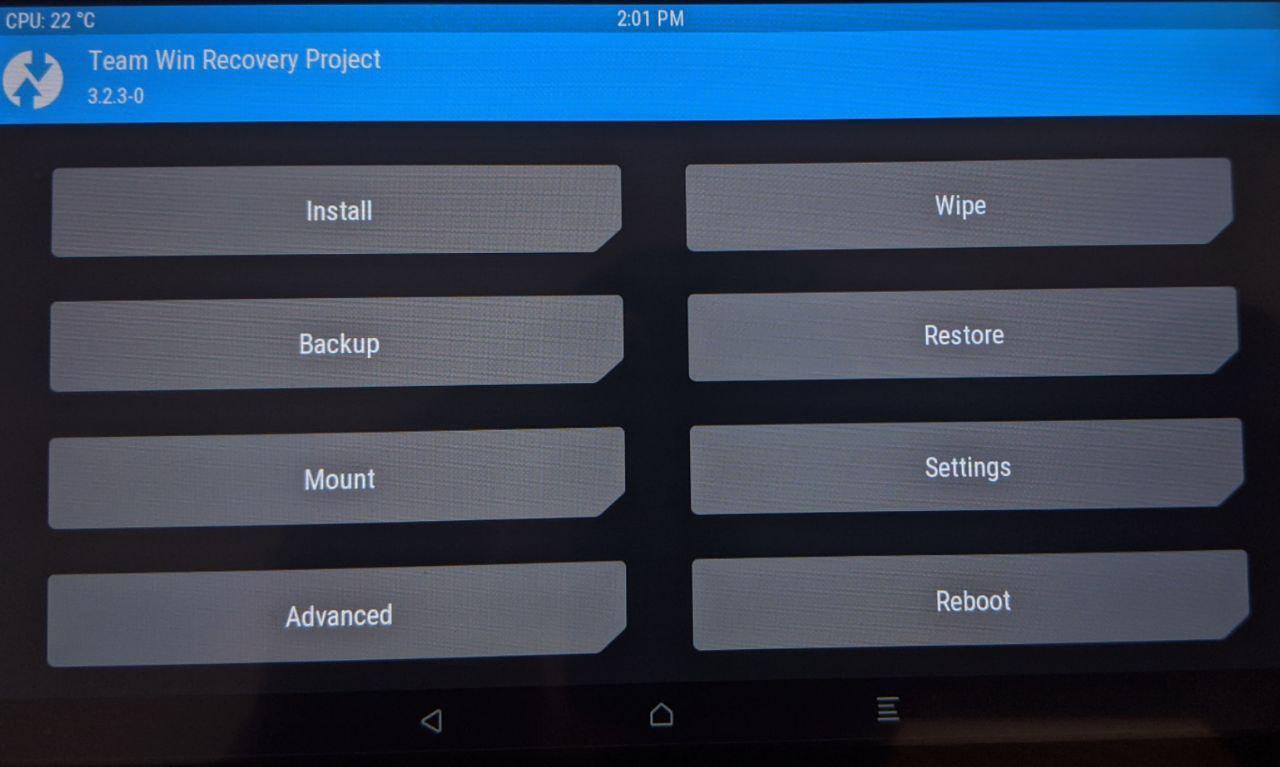 CPU: 22 °C
2:01 PM
Team Win Recovery Project
3.2.3-0
Install
Wipe
Backup
Restore
Mount
Settings
Advanced
Reboot